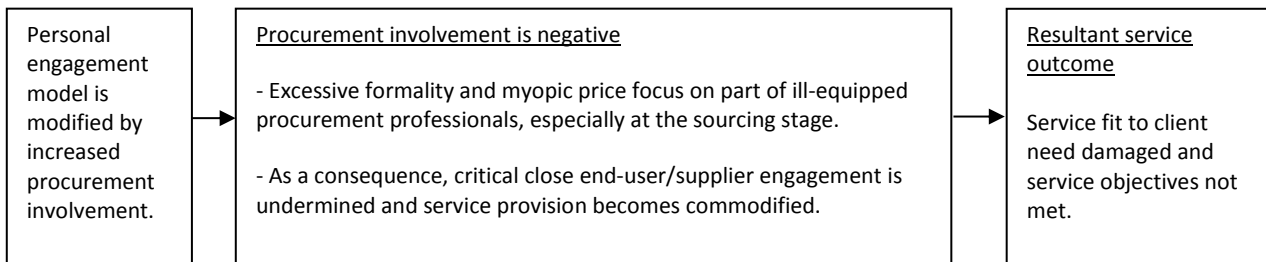 Personal
engagement
model is
modified by
increased
procurement
involvement.
Procurement involvement is negative
- Excessive formality and myopic price focus on part of ill-equipped
procurement professionals, especially at the sourcing stage.
- As a consequence, critical close end-user/supplier engagement is
undermined and service provision becomes commodified.
Resultant service
outcome
Service fit to client
need damaged and
service objectives not
met.